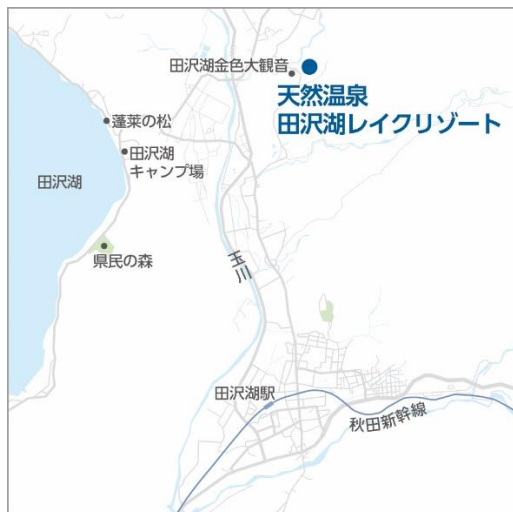 田沢湖金色大観音
天然温泉
田沢湖レイクリゾート
蓬莱の松
田沢湖
キャンプ場
田沢湖
県民の森
玉川
田沢湖駅
秋田新幹線